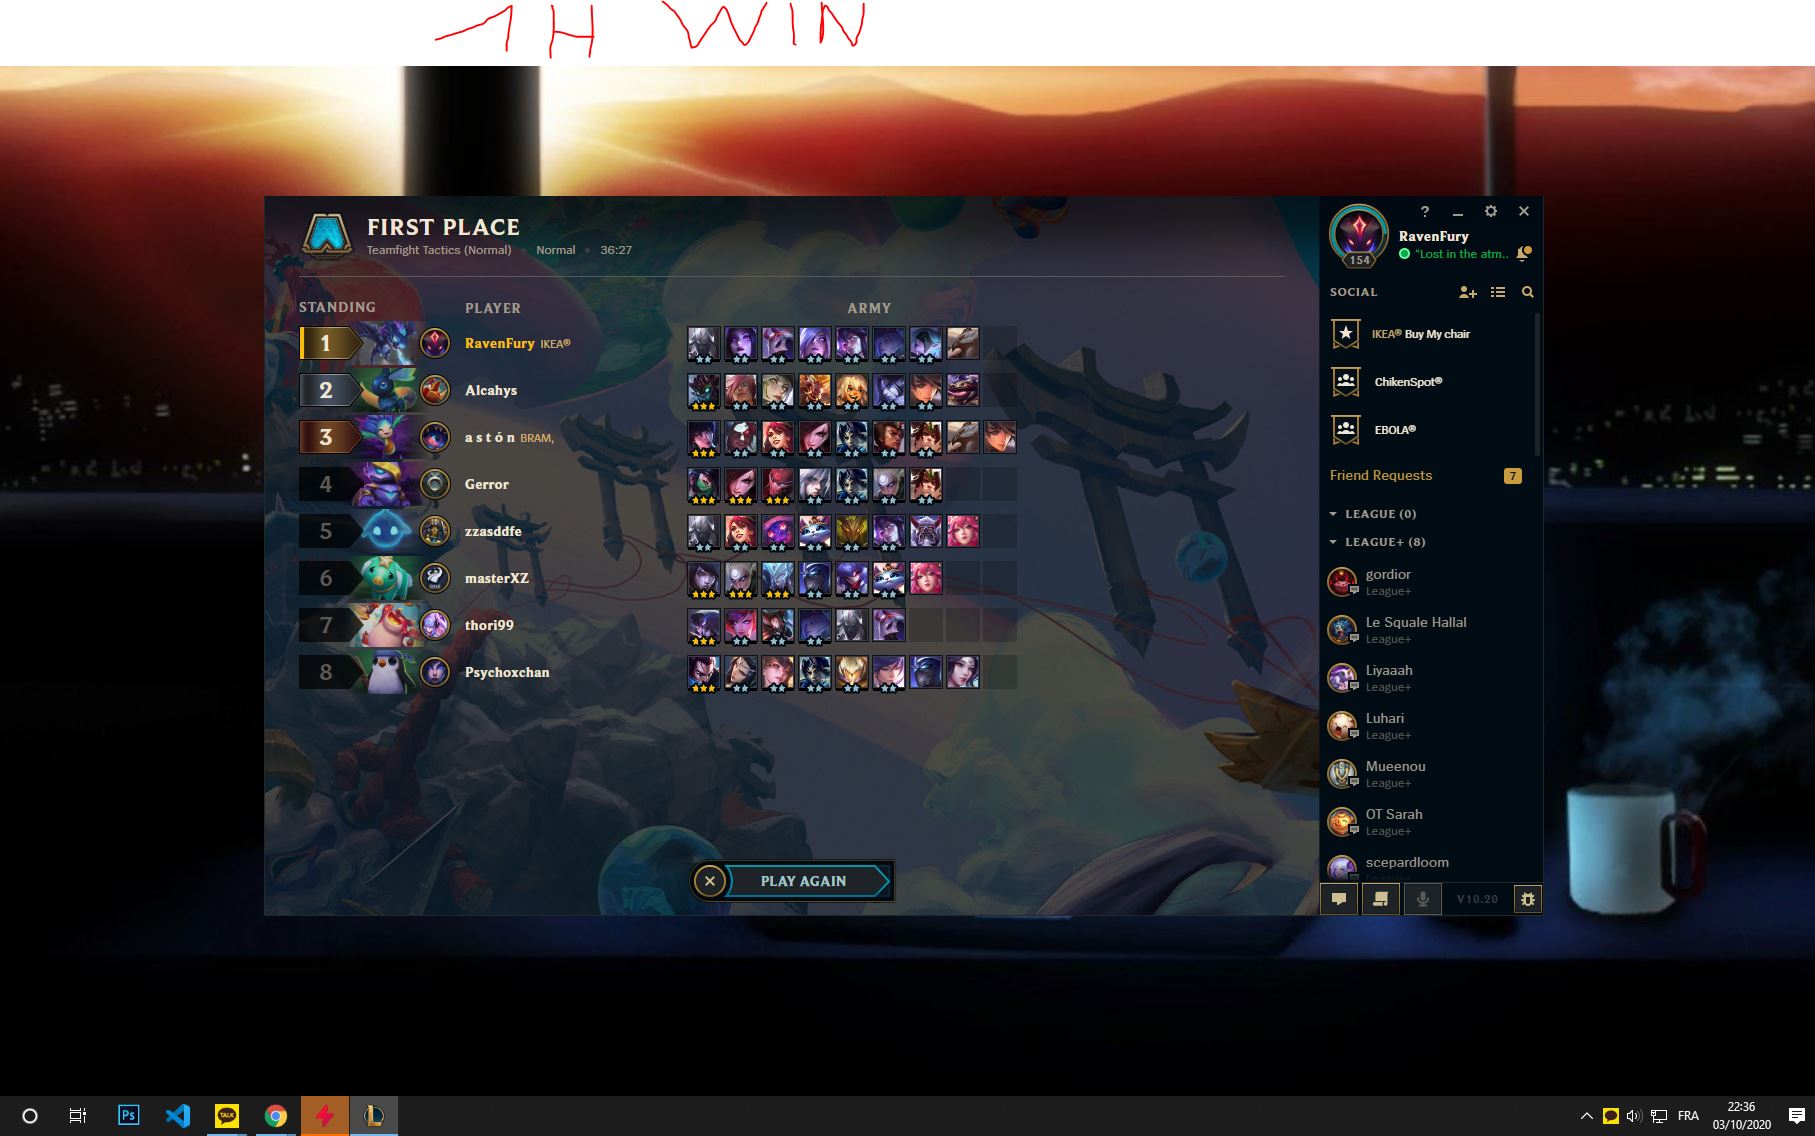 1H WIN
FIRST PLACE
Teamfight Tactics (Normal) • Normal • 36:27
STANDING PLAYER ARMY
1 RavenFury IKEA®
2 Alcahys
3 a s t ó n BRAM,
4 Gerror
5 zzasddfe
6 masterXZ
7 thori99
8 Psychoxchan
PLAY AGAIN
?
RavenFury
154
"Lost in the atm..
SOCIAL
IKEA® Buy My chair
ChikenSpot®
EBOLA®
Friend Requests 7
LEAGUE (0)
LEAGUE+ (8)
gordior
League+
Le Squale Hallal
League+
Liyaaah
League+
Luhari
League+
Mueenou
League+
OT Sarah
League+
scepardloom
League+
V10.20
Ps
TALK
FRA
22:36
03/10/2020